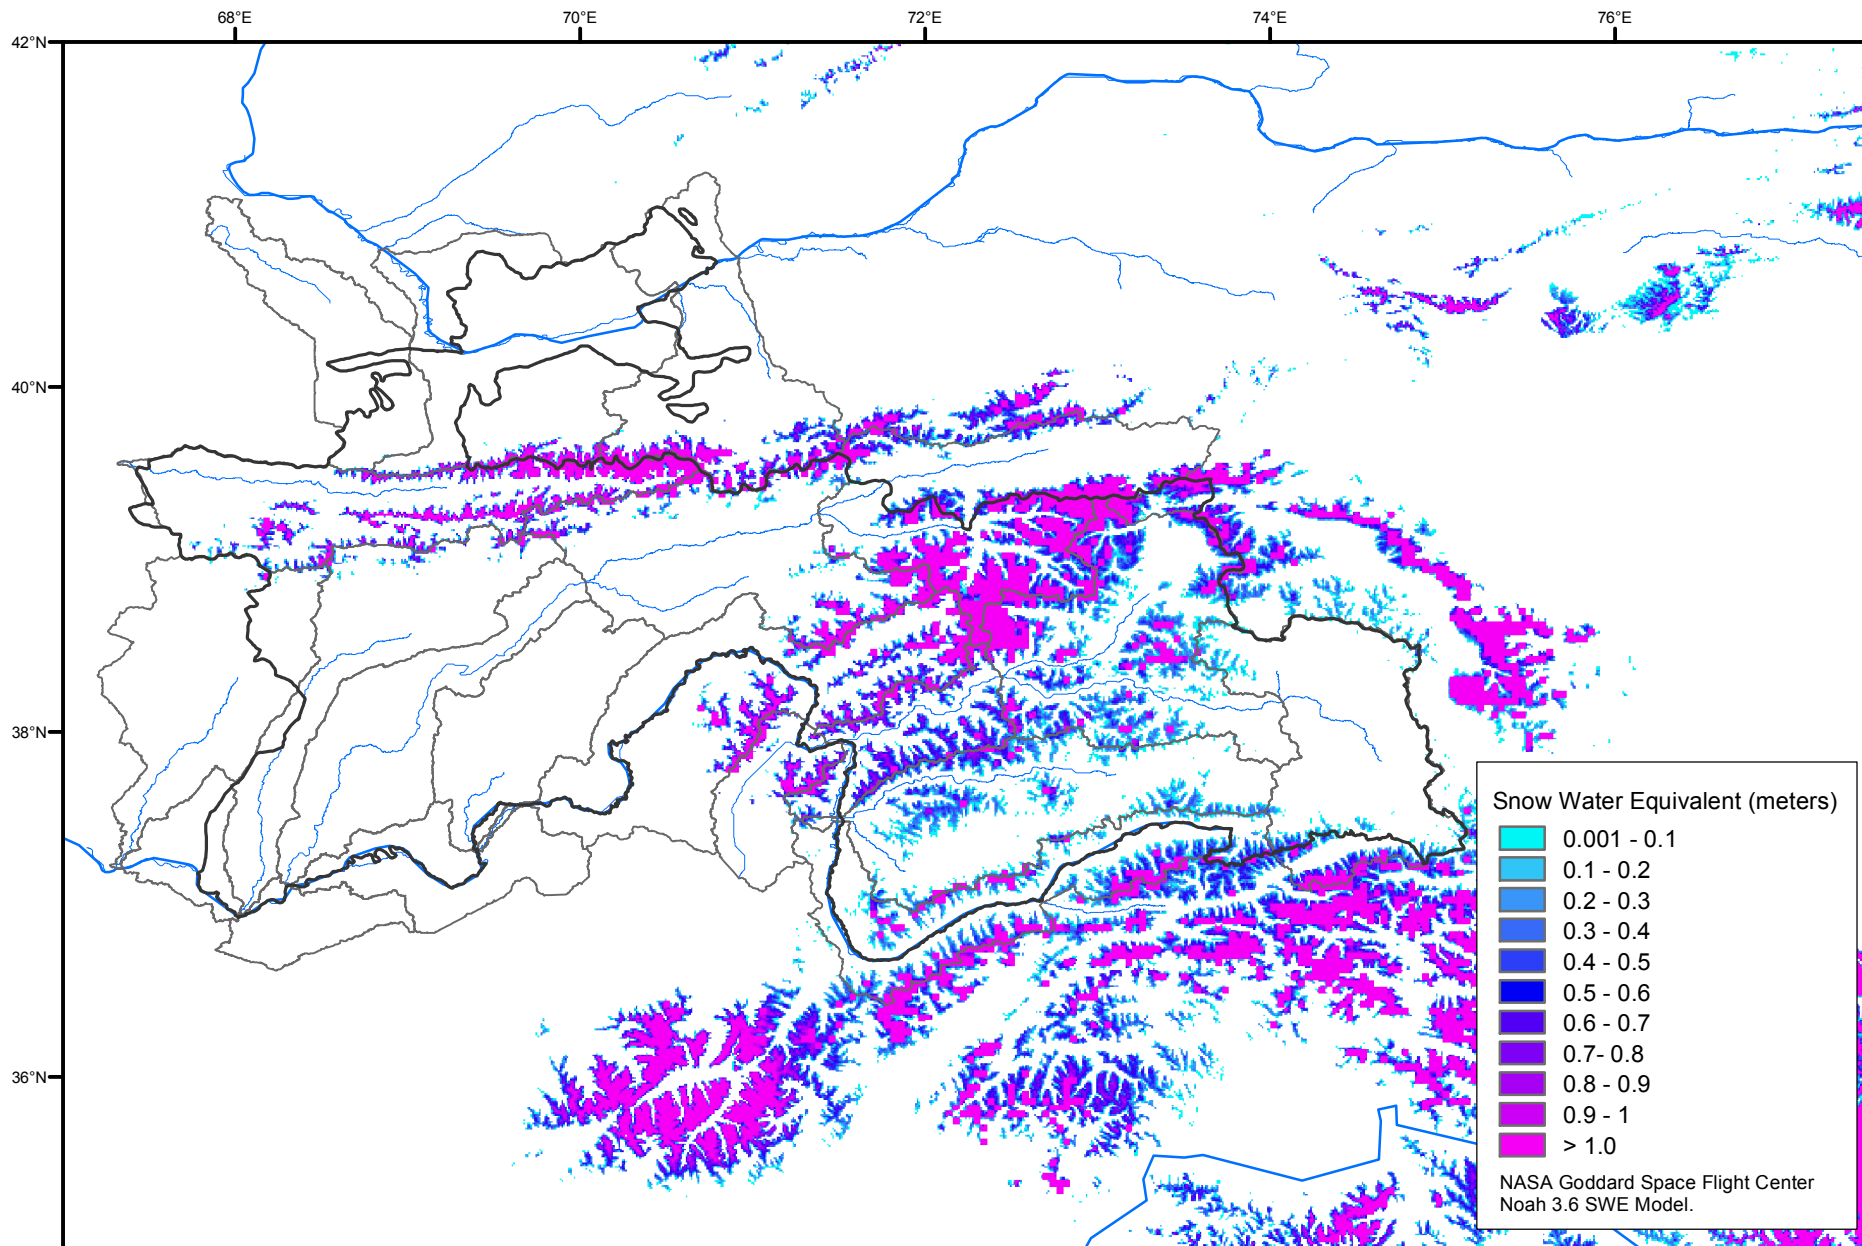 68°E
70°E
72°E
74°E
76°E
42°N
40°N
38°N
36°N
Snow Water Equivalent (meters)
0.001 - 0.1
0.1 - 0.2
0.2 - 0.3
0.3 - 0.4
0.4 - 0.5
0.5 - 0.6
0.6 - 0.7
0.7- 0.8
0.8 - 0.9
0.9 - 1
> 1.0
NASA Goddard Space Flight Center
Noah 3.6 SWE Model.